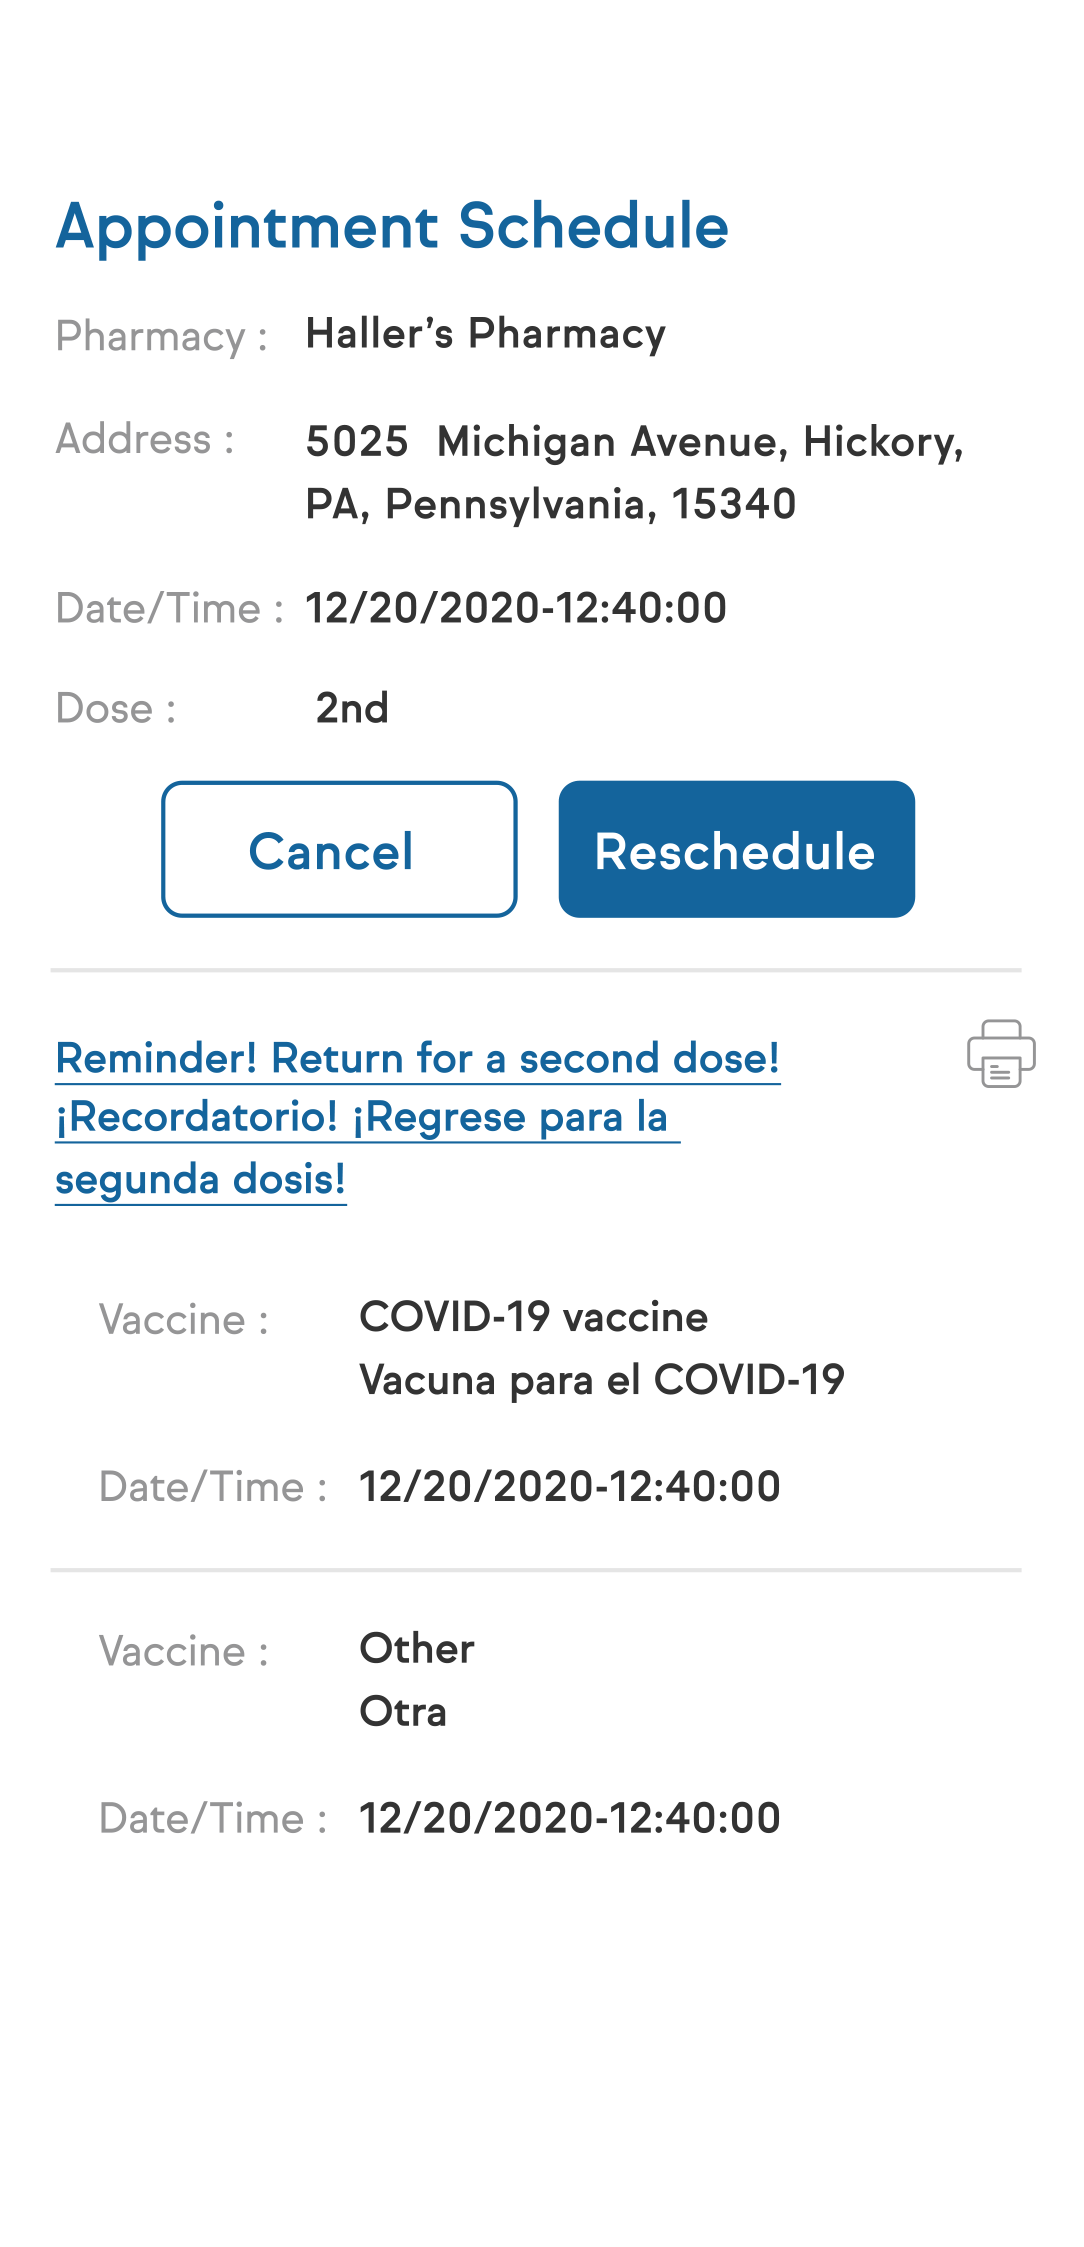 Appointment Schedule
Pharmacy : Haller’s Pharmacy
Address : 5025 Michigan Avenue, Hickory,
PA, Pennsylvania, 15340
Date/Time : 12/20/2020-12:40:00
Dose : 2nd
Cancel Reschedule
Reminder! Return for a second dose!
¡Recordatorio! ¡Regrese para la
segunda dosis!
Vaccine : COVID-19 vaccine
Vacuna para el COVID-19
Date/Time : 12/20/2020-12:40:00
Vaccine : Other
Otra
Date/Time : 12/20/2020-12:40:00